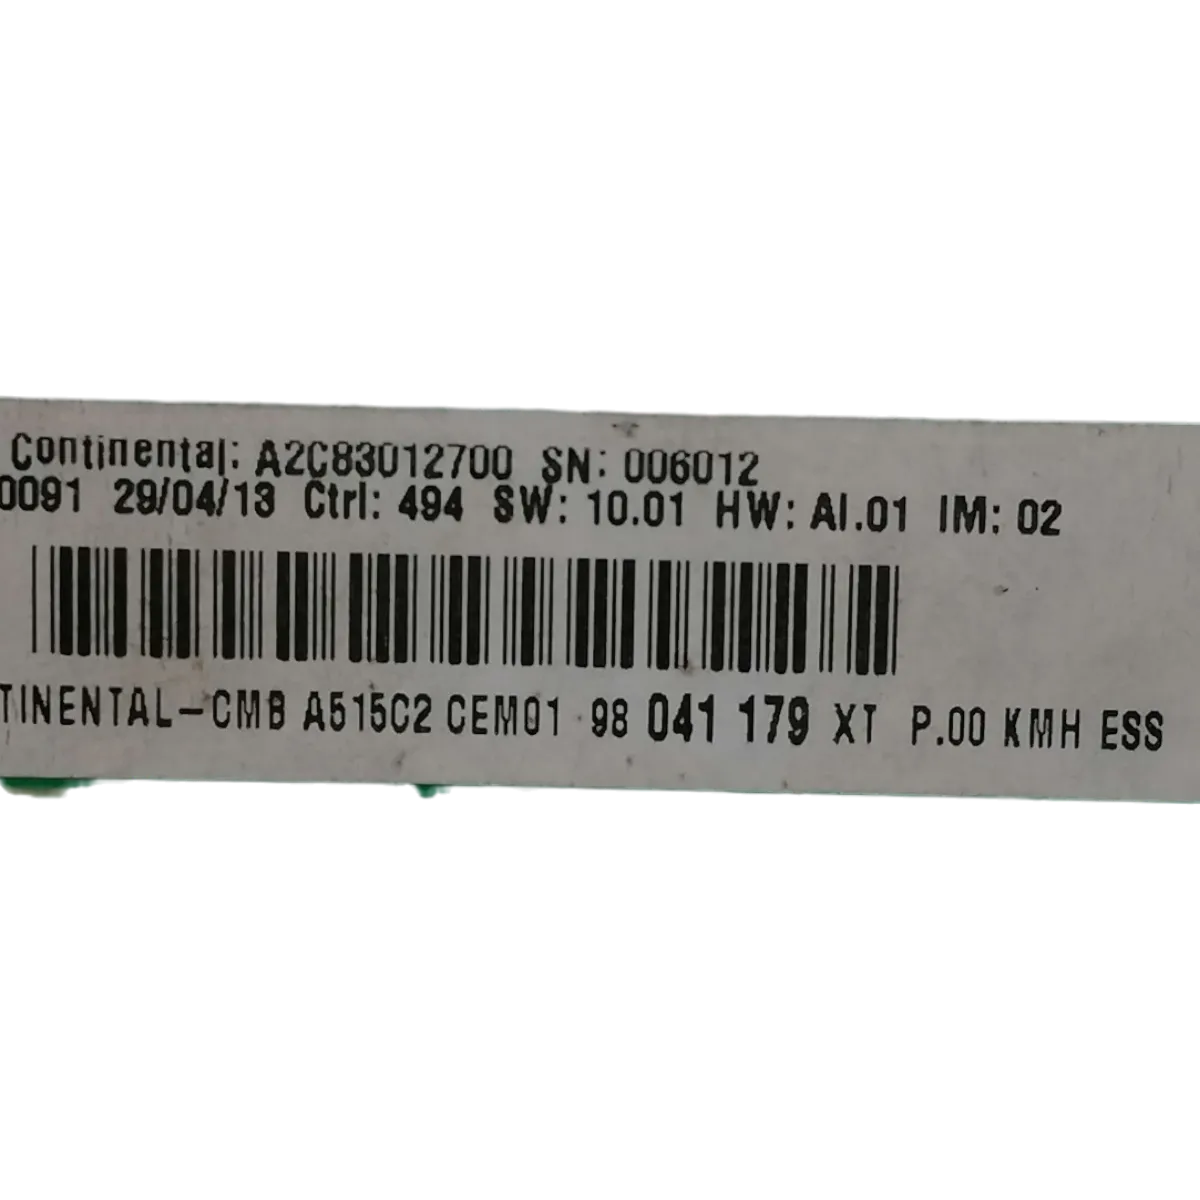 Continental: A2C83012700 SN: 006012
0091 29/04/13 Ctrl: 494 SW: 10.01 HW: AI.01 IM: 02
TINENTAL-CMB A515C2 CEM01 98 041 179 XT P.00 KMH ESS